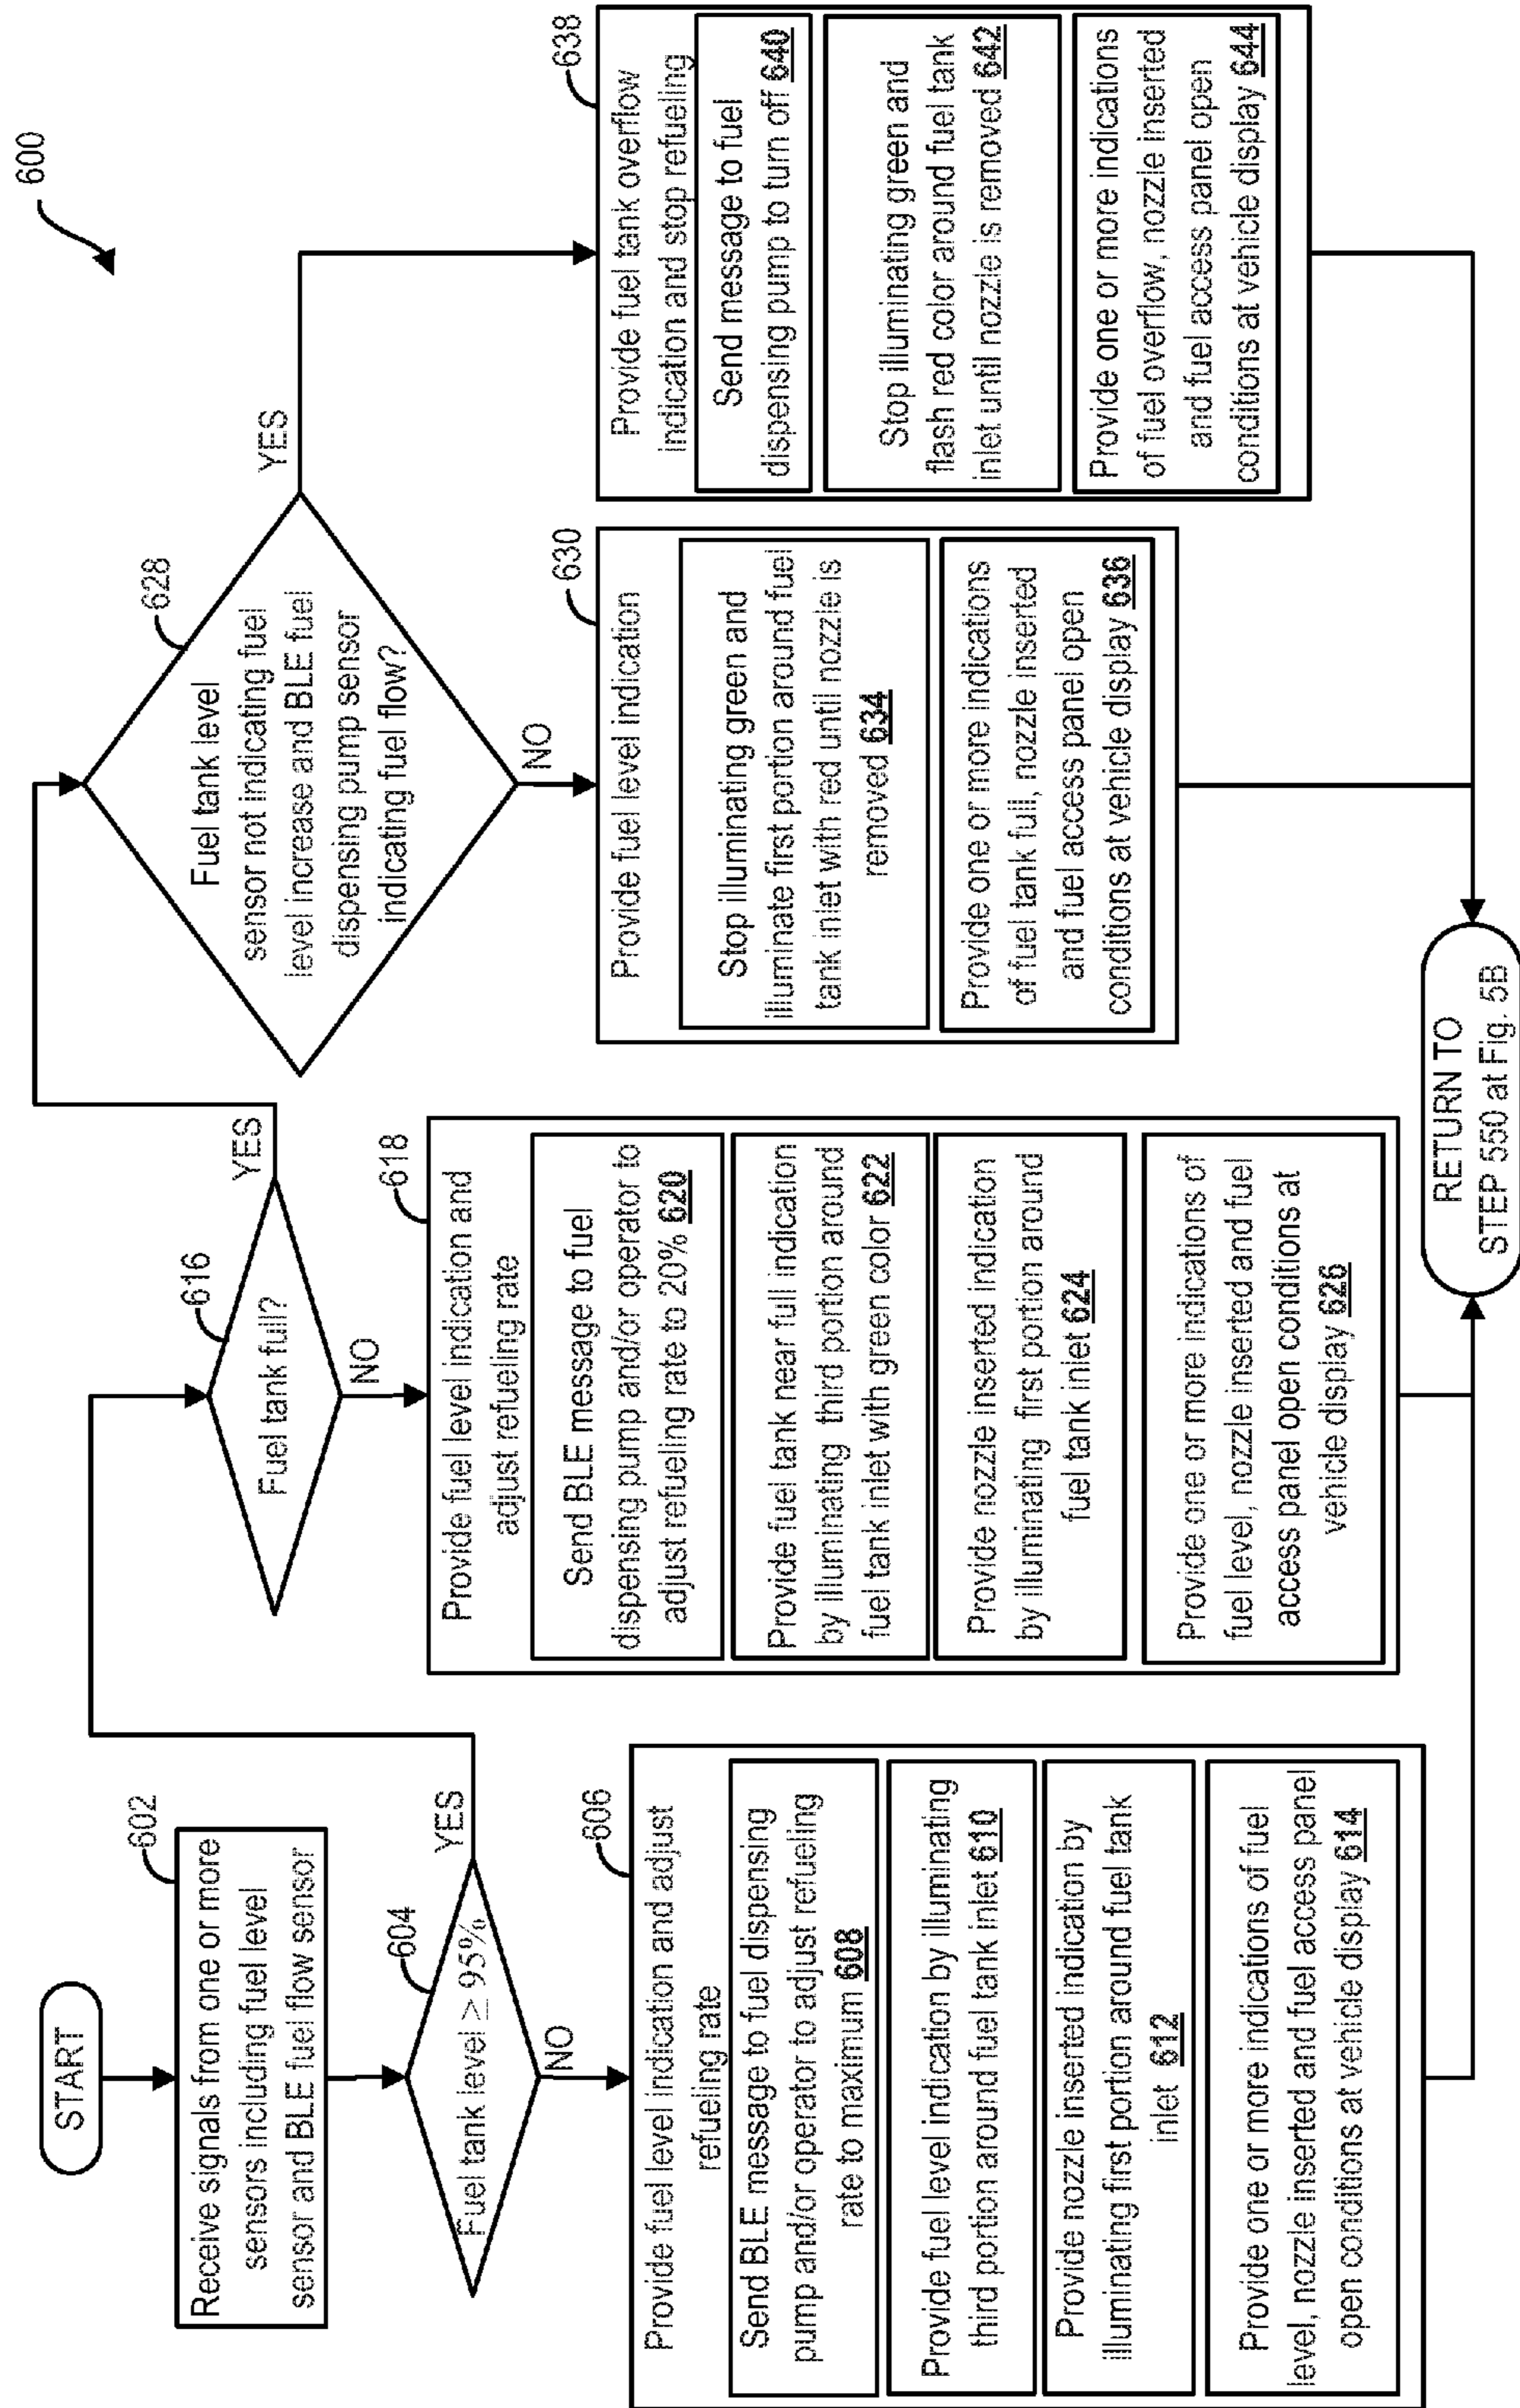 600
START
602
Receive signals from one or more
sensors including fuel level
sensor and BLE fuel flow sensor
604
Fuel tank level ≥ 95%
YES
NO
606
Provide fuel level indication and adjust
refueling rate
Send BLE message to fuel dispensing
pump and/or operator to adjust refueling
rate to maximum 608
Provide fuel level indication by illuminating
third portion around fuel tank inlet 610
Provide nozzle inserted indication by
illuminating first portion around fuel tank
inlet 612
Provide one or more indications of fuel
level, nozzle inserted and fuel access panel
open conditions at vehicle display 614
616
Fuel tank full?
YES
NO
618
Provide fuel level indication and
adjust refueling rate
Send BLE message to fuel
dispensing pump and/or operator to
adjust refueling rate to 20% 620
Provide fuel tank near full indication
by illuminating third portion around
fuel tank inlet with green color 622
Provide nozzle inserted indication
by illuminating first portion around
fuel tank inlet 624
Provide one or more indications of
fuel level, nozzle inserted and fuel
access panel open conditions at
vehicle display 626
628
Fuel tank level
sensor not indicating fuel
level increase and BLE fuel
dispensing pump sensor
indicating fuel flow?
YES
NO
630
Provide fuel level indication
Stop illuminating green and
illuminate first portion around fuel
tank inlet with red until nozzle is
removed 634
Provide one or more indications
of fuel tank full, nozzle inserted
and fuel access panel open
conditions at vehicle display 636
638
Provide fuel tank overflow
indication and stop refueling
Send message to fuel
dispensing pump to turn off 640
Stop illuminating green and
flash red color around fuel tank
inlet until nozzle is removed 642
Provide one or more indications
of fuel overflow, nozzle inserted
and fuel access panel open
conditions at vehicle display 644
RETURN TO
STEP 550 at Fig. 5B